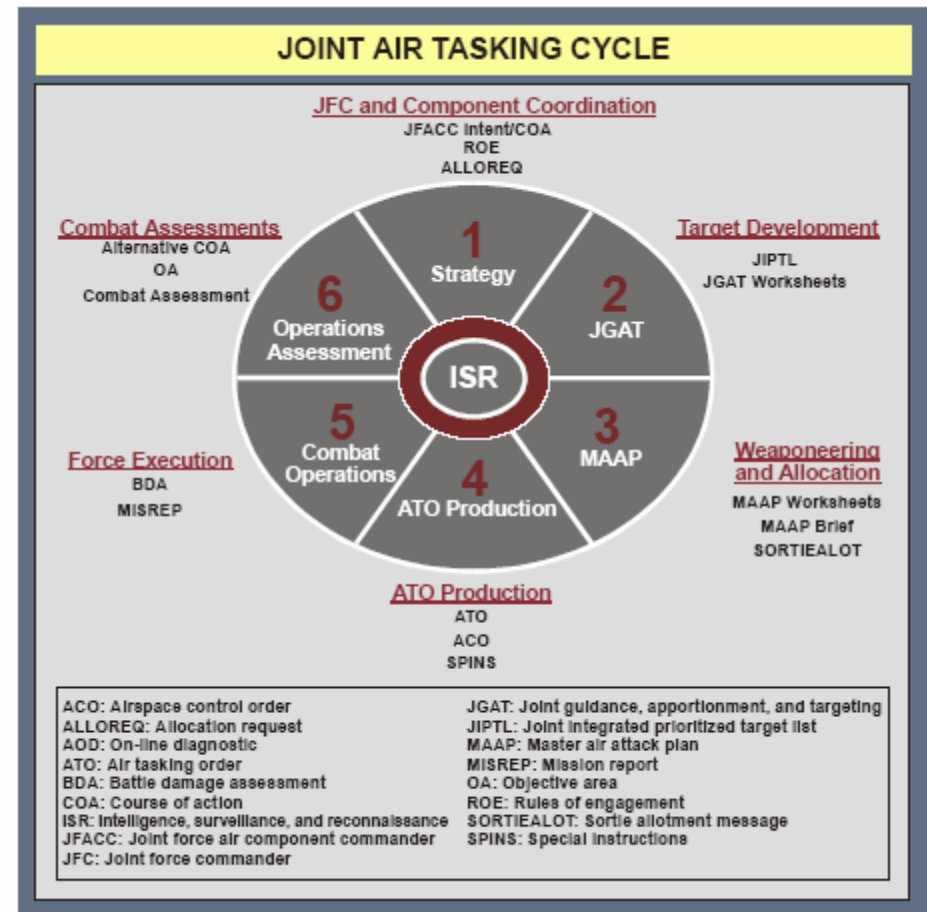 JOINT AIR TASKING CYCLE
JFC and Component Coordination
JFACC Intent/COA
ROE
ALLOREQ
Combat Assessments
Alternative COA
OA
Combat Assessment
Target Development
JIPTL
JGAT Worksheets
1
Strategy
2
JGAT
3
MAAP
4
ATO Production
5
Combat
Operations
6
Operations
Assessment
ISR
Force Execution
BDA
MISREP
Weaponeering
and Allocation
MAAP Worksheets
MAAP Brief
SORTIEALOT
ATO Production
ATO
ACO
SPINS
ACO: Airspace control order
ALLOREQ: Allocation request
AOD: On-line diagnostic
ATO: Air tasking order
BDA: Battle damage assessment
COA: Course of action
ISR: Intelligence, surveillance, and reconnaissance
JFACC: Joint force air component commander
JFC: Joint force commander
JGAT: Joint guidance, apportionment, and targeting
JIPTL: Joint integrated prioritized target list
MAAP: Master air attack plan
MISREP: Mission report
OA: Objective area
ROE: Rules of engagement
SORTIEALOT: Sortie allotment message
SPINS: Special instructions